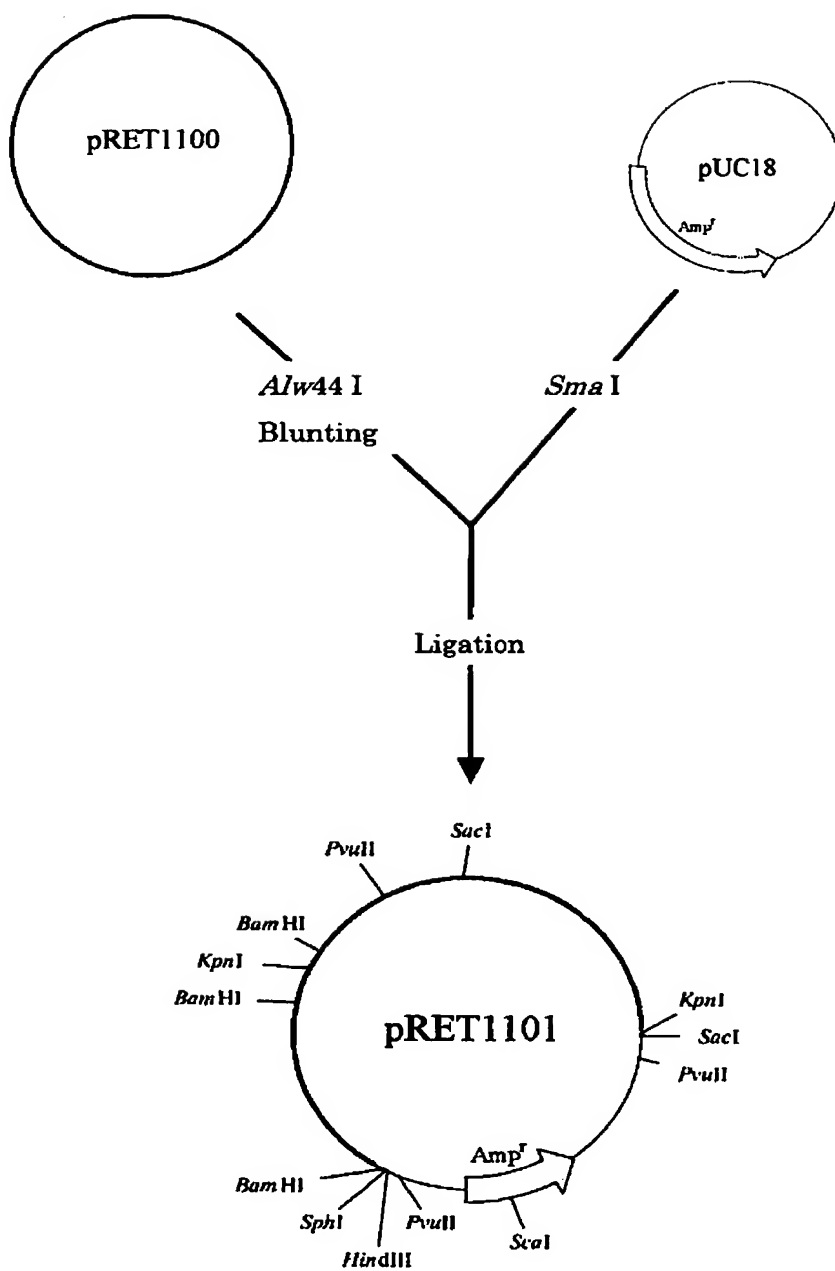 pRET1100
pUC18
Ampʳ
Alw44 I
Blunting
Sma I
Ligation
SacI
PvuII
BamHI
KpnI
BamHI
pRET1101
KpnI
SacI
PvuII
Ampʳ
BamHI
SphI
PvuII
HindIII
ScaI